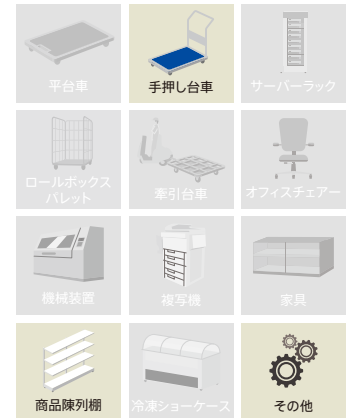 平台車
手押し台車
サーバーラック
ロールボックス
パレット
牽引台車
オフィスチェアー
機械装置
複写機
家具
商品陳列棚
冷凍ショーケース
その他